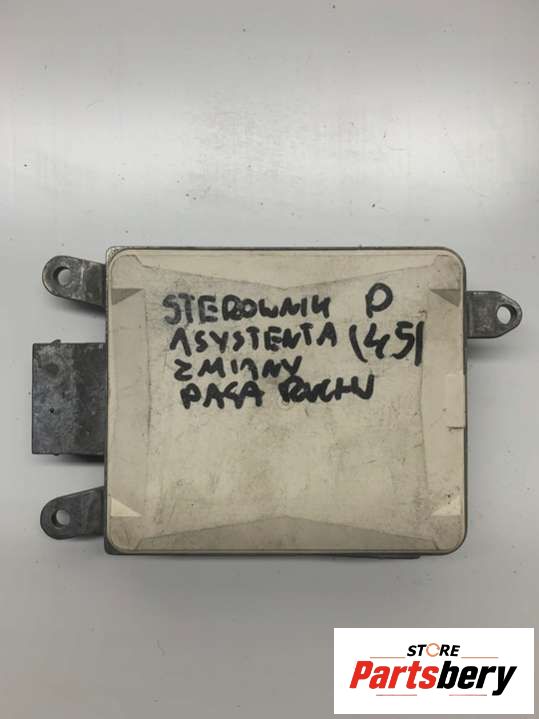 STEROWNIK P
ASYSTENTA (45)
ZMIANY
PASA RUCHU
STORE
Partsbery